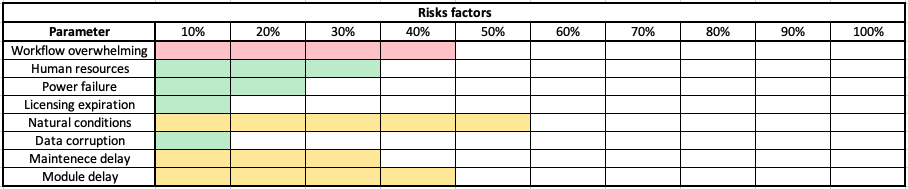 Risks factors
Parameter 10% 20% 30% 40% 50% 60% 70% 80% 90% 100%
Workflow overwhelming
Human resources
Power failure
Licensing expiration
Natural conditions
Data corruption
Maintenece delay
Module delay